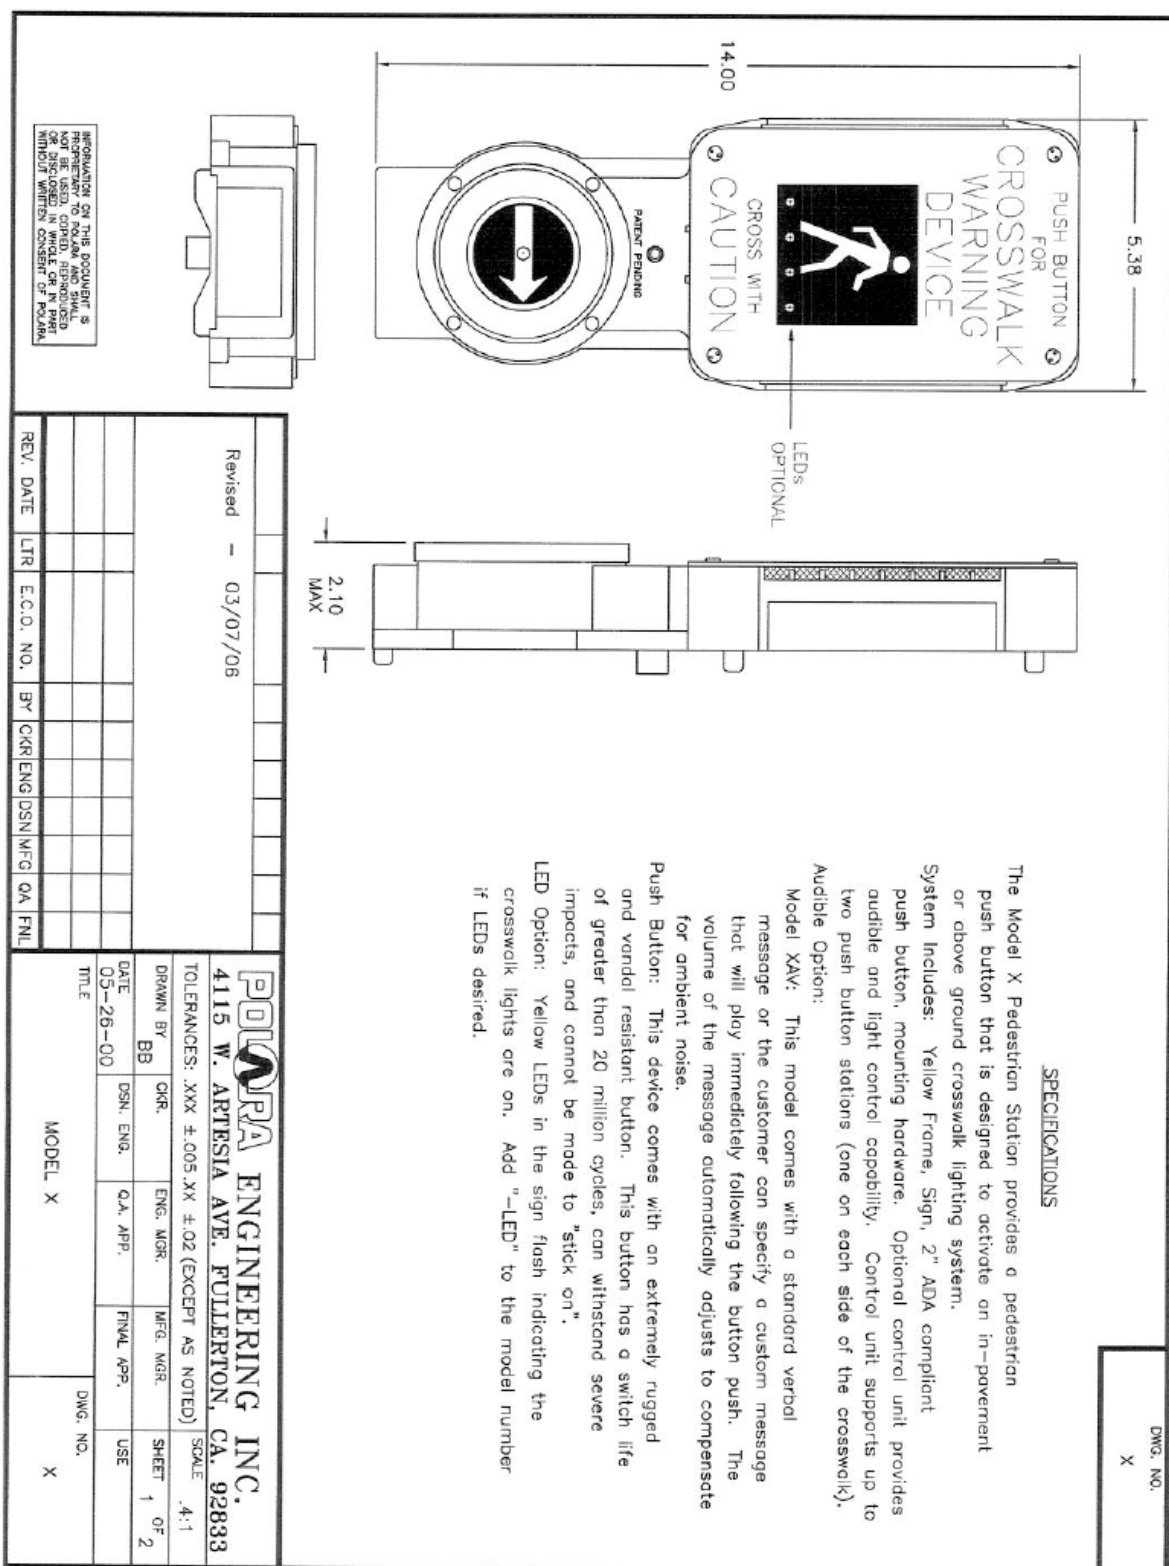 DWG. NO.
X
14.00
5.38
PUSH BUTTON
FOR
CROSSWALK
WARNING
DEVICE
CROSS WITH
CAUTION
PATENT PENDING
LEDs
OPTIONAL
2.10
MAX
SPECIFICATIONS
The Model X Pedestrian Station provides a pedestrian
push button that is designed to activate an in-pavement
or above ground crosswalk lighting system.
System Includes: Yellow Frame, Sign, 2" ADA compliant
push button, mounting hardware. Optional control unit provides
audible and light control capability. Control unit supports up to
two push button stations (one on each side of the crosswalk).
Audible Option:
Model XAV: This model comes with a standard verbal
message or the customer can specify a custom message
that will play immediately following the button push. The
volume of the message automatically adjusts to compensate
for ambient noise.
Push Button: This device comes with an extremely rugged
and vandal resistant button. This button has a switch life
of greater than 20 million cycles, can withstand severe
impacts, and cannot be made to "stick on".
LED Option: Yellow LEDs in the sign flash indicating the
crosswalk lights are on. Add "-LED" to the model number
if LEDs desired.
INFORMATION ON THIS DOCUMENT IS
PROPRIETARY TO POLARA AND SHALL
NOT BE USED, COPIED, REPRODUCED
OR DISCLOSED IN WHOLE OR IN PART
WITHOUT WRITTEN CONSENT OF POLARA
Revised - 03/07/06
REV. DATE LTR E.C.O. NO. BY CKR ENG DSN MFG QA FNL
POLARA ENGINEERING INC.
4115 W. ARTESIA AVE. FULLERTON, CA. 92833
TOLERANCES: .XXX ±.005 .XX ±.02 (EXCEPT AS NOTED)
SCALE .4:1
DRAWN BY BB
CKR.
ENG. MGR.
MFG. MGR.
SHEET 1 OF 2
DATE 05-26-00
DSN. ENG.
Q.A. APP.
FINAL APP.
USE
TITLE
MODEL X
DWG. NO.
X